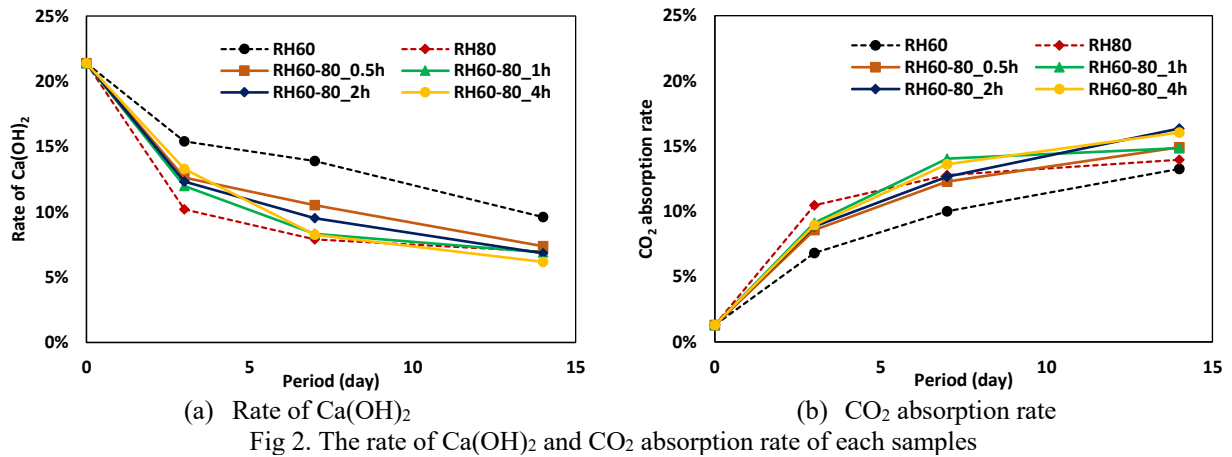 25%
20%
15%
10%
5%
0%
Rate of Ca(OH)2
RH60
RH80
RH60-80_0.5h
RH60-80_1h
RH60-80_2h
RH60-80_4h
0
5
10
15
Period (day)
(a) Rate of Ca(OH)2
25%
20%
15%
10%
5%
0%
CO2 absorption rate
RH60
RH80
RH60-80_0.5h
RH60-80_1h
RH60-80_2h
RH60-80_4h
0
5
10
15
Period (day)
(b) CO2 absorption rate
Fig 2. The rate of Ca(OH)2 and CO2 absorption rate of each samples